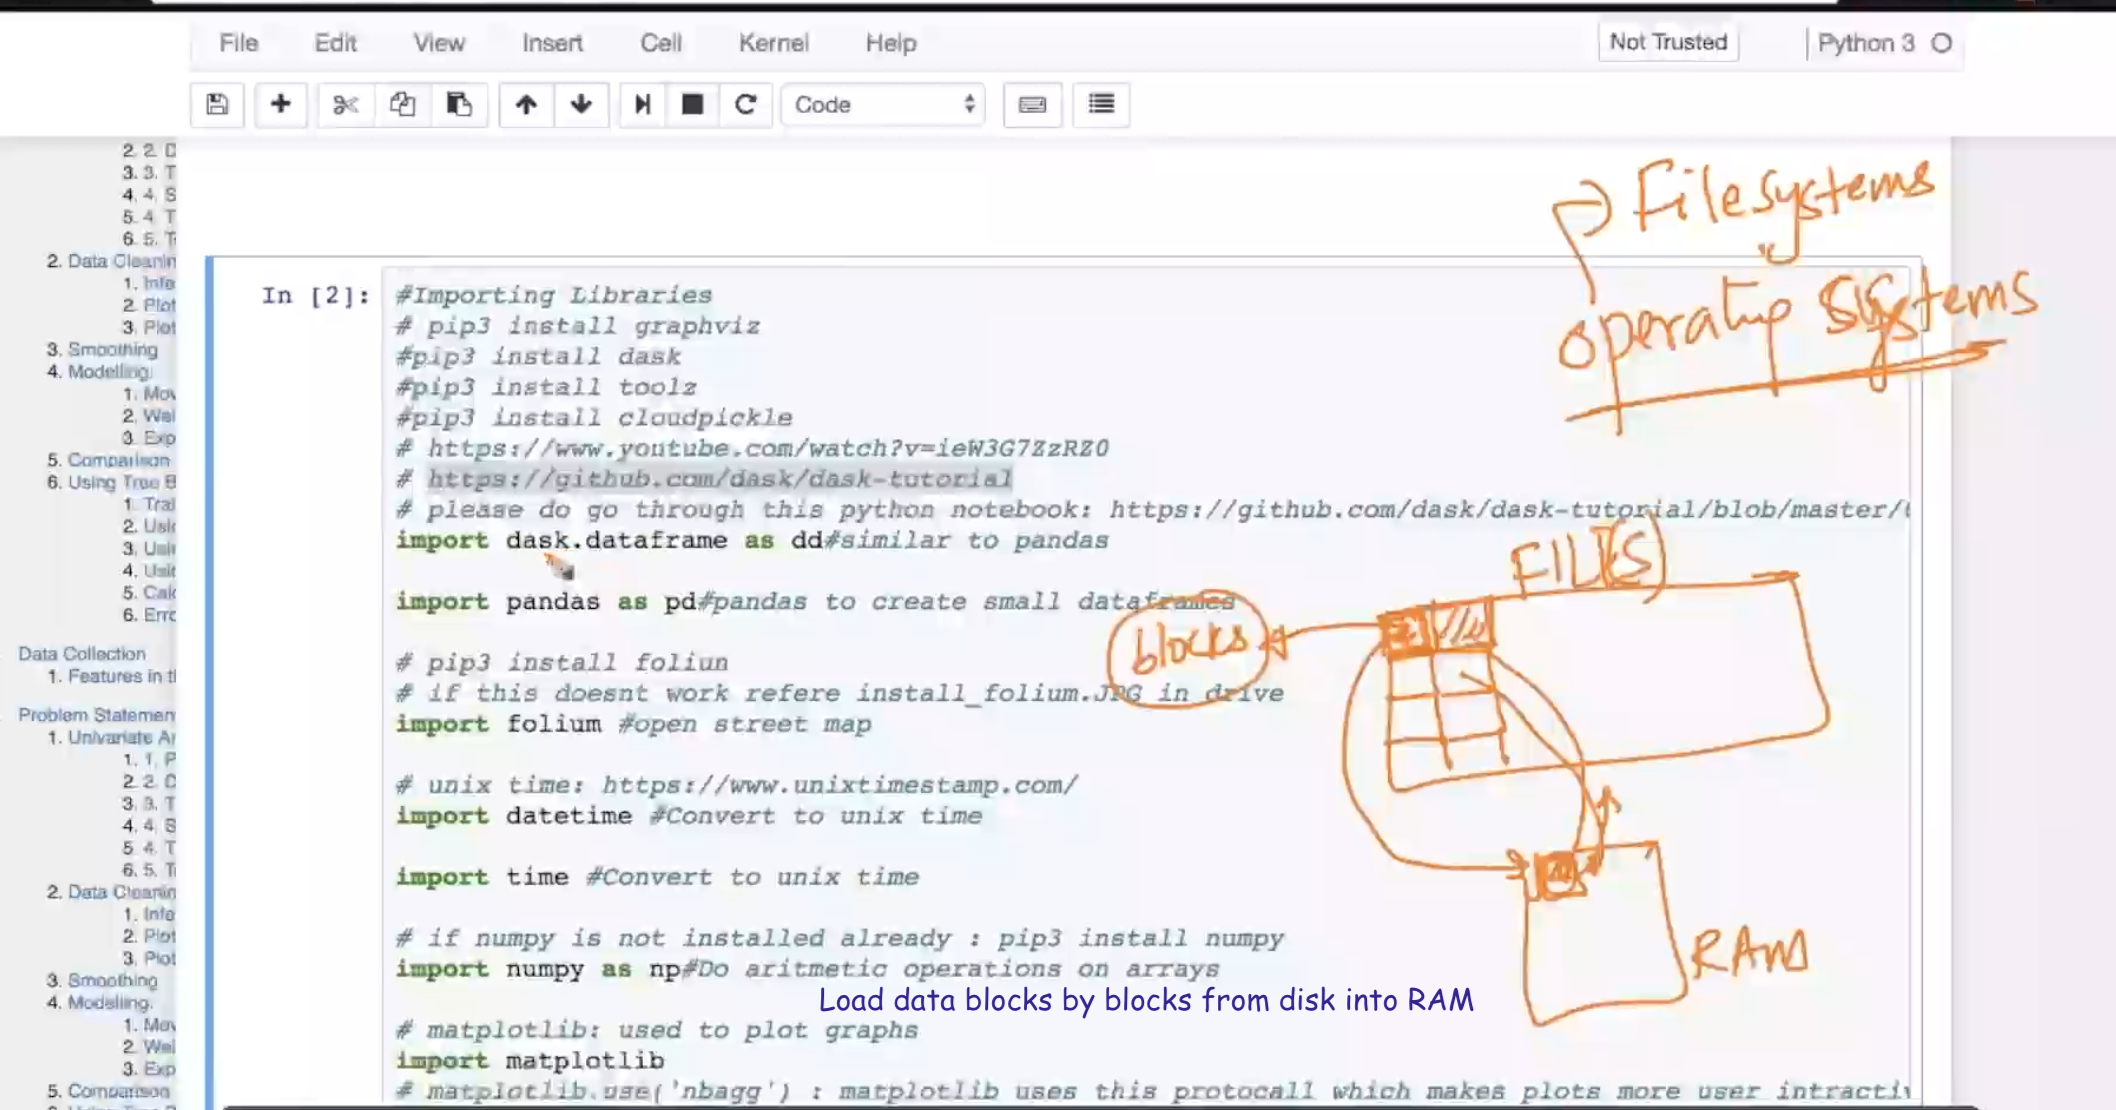 File Edit View Insert Cell Kernel Help Not Trusted Python 3
Code
2. 2.
3. 3. T
4. 4. S
5. 4. T
6. 5. T
2. Data Cleanin
1. Info
2. Plot
3. Plot
3. Smoothing
4. Modelling:
1. Mov
2. Wei
3. Exp
5. Comparison
6. Using Tree B
1. Trai
2. Usin
3. Usin
4. Usin
5. Calc
6. Erro
Data Collection
1. Features in t
Problem Statemen
1. Univariate An
1. 1. P
2. 2. D
3. 3. T
4. 4. S
5. 4. T
6. 5. T
2. Data Cleanin
1. Info
2. Plot
3. Plot
3. Smoothing
4. Modelling:
1. Mov
2. Wei
3. Exp
5. Comparison
In [2]:
#Importing Libraries
# pip3 install graphviz
#pip3 install dask
#pip3 install toolz
#pip3 install cloudpickle
# https://www.youtube.com/watch?v=ieW3G7ZzRZ0
# https://github.com/dask/dask-tutorial
# please do go through this python notebook: https://github.com/dask/dask-tutorial/blob/master/
import dask.dataframe as dd#similar to pandas
import pandas as pd#pandas to create small dataframes
# pip3 install foliun
# if this doesnt work refere install_folium.JPG in drive
import folium #open street map
# unix time: https://www.unixtimestamp.com/
import datetime #Convert to unix time
import time #Convert to unix time
# if numpy is not installed already : pip3 install numpy
import numpy as np#Do aritmetic operations on arrays
# matplotlib: used to plot graphs
import matplotlib
# matplotlib.use('nbagg') : matplotlib uses this protocall which makes plots more user intracti
Filesystems
operating systems
FILE(S)
blocks
RAM
Load data blocks by blocks from disk into RAM